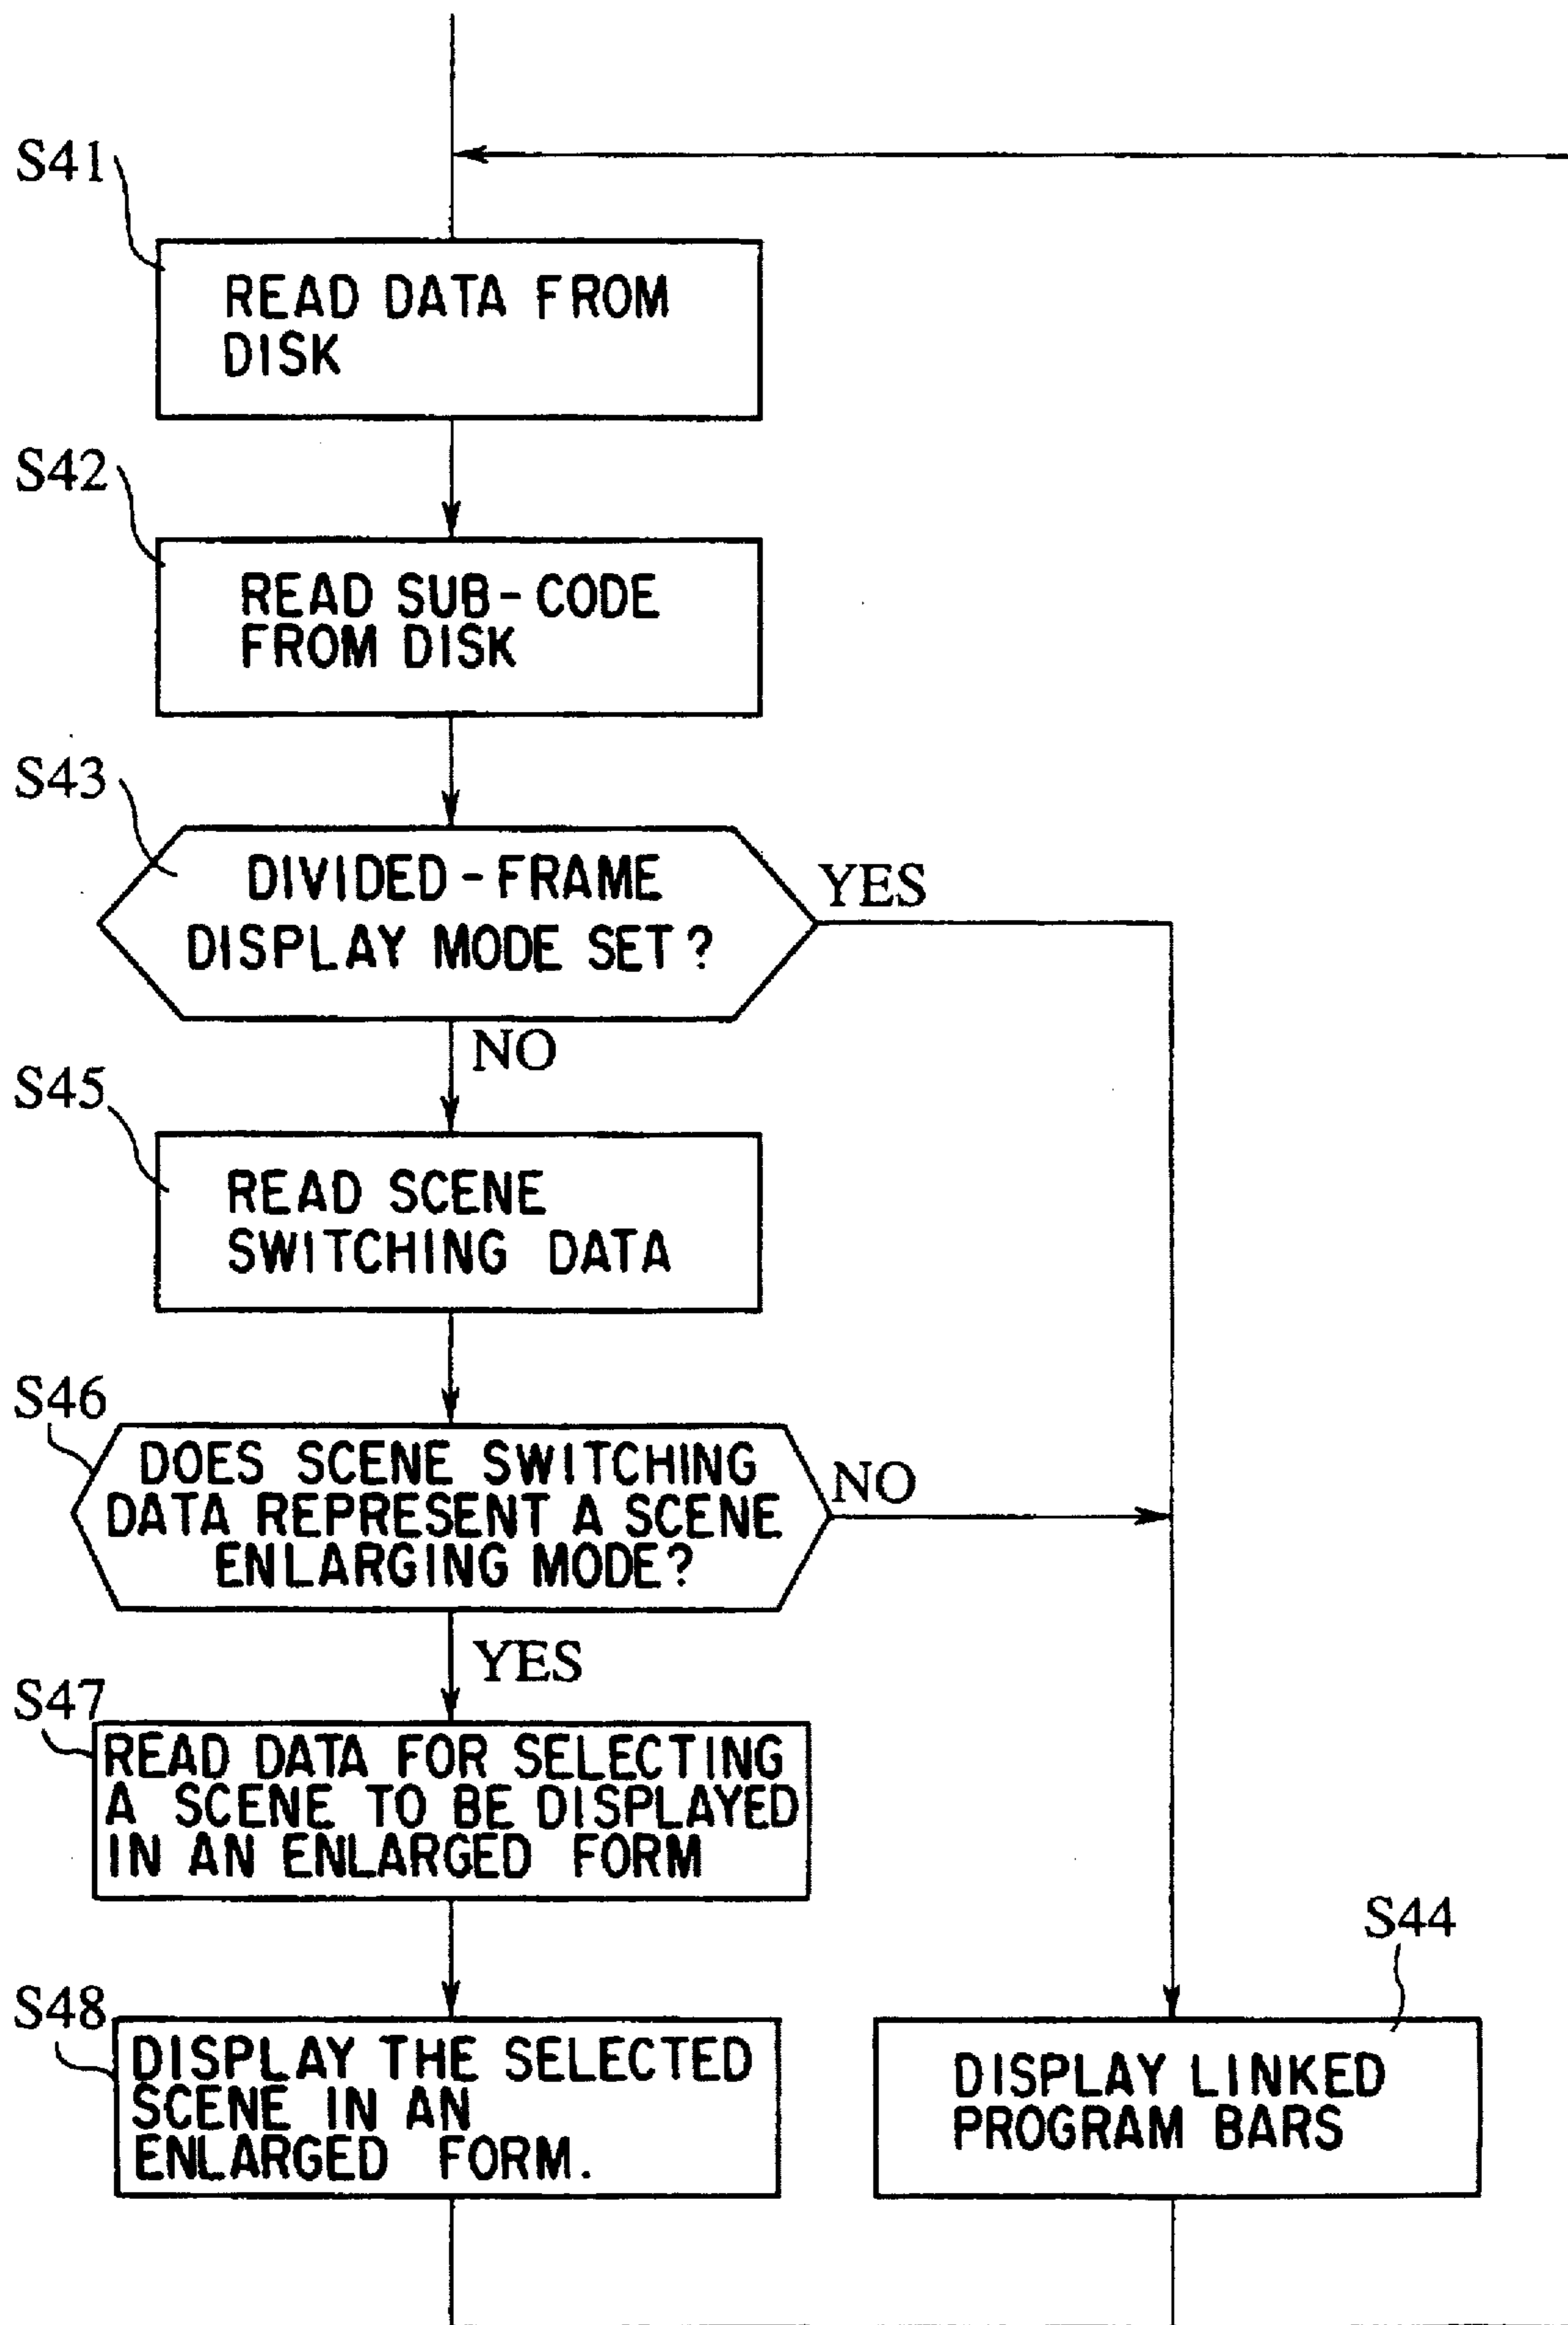 S41
READ DATA FROM
DISK
S42
READ SUB-CODE
FROM DISK
S43
DIVIDED-FRAME
DISPLAY MODE SET?
YES
NO
S45
READ SCENE
SWITCHING DATA
S46
DOES SCENE SWITCHING
DATA REPRESENT A SCENE
ENLARGING MODE?
NO
YES
S47
READ DATA FOR SELECTING
A SCENE TO BE DISPLAYED
IN AN ENLARGED FORM
S48
DISPLAY THE SELECTED
SCENE IN AN
ENLARGED FORM.
S44
DISPLAY LINKED
PROGRAM BARS